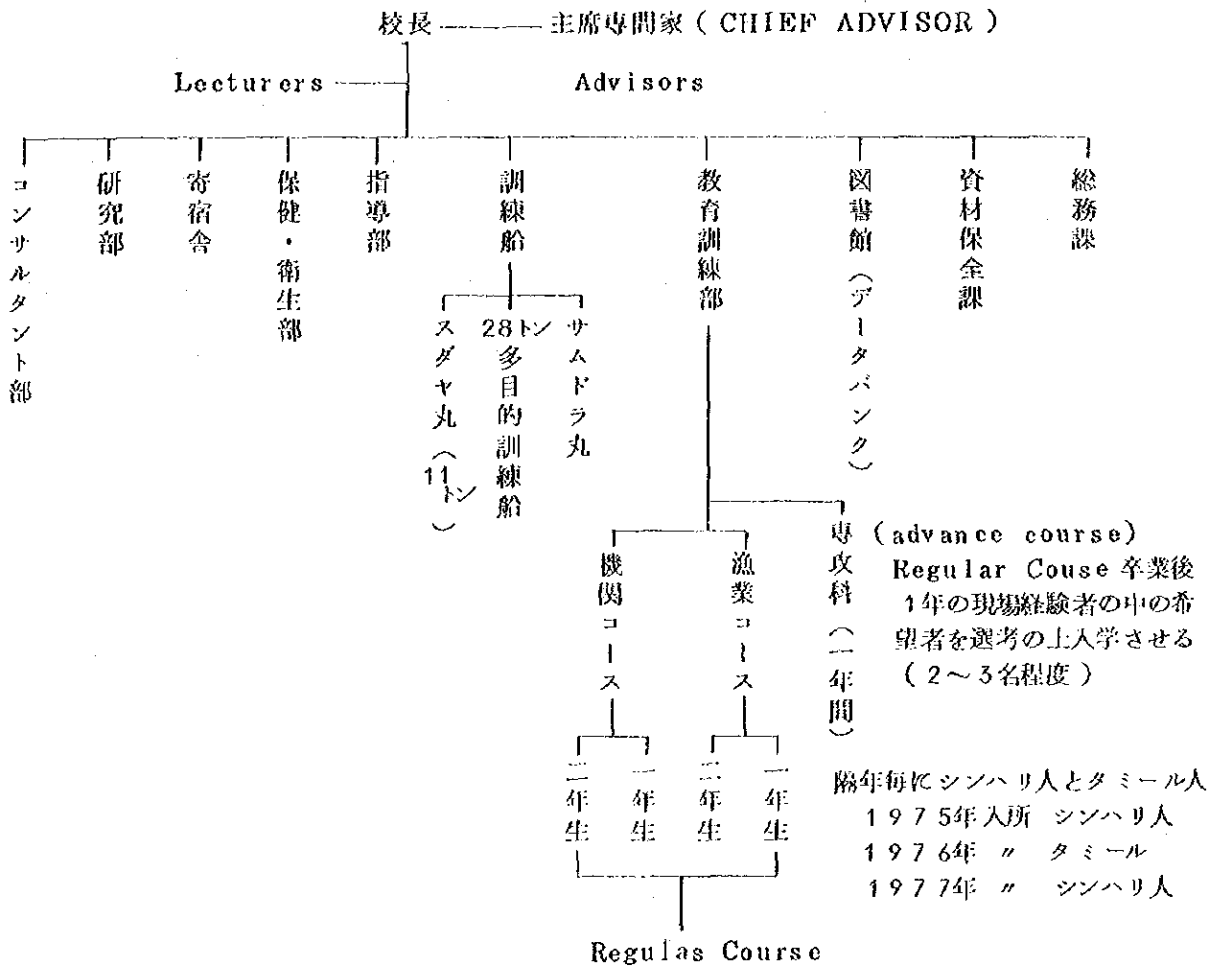 校長 主席専間家 ( CHIEF ADVISOR )
Lecturers Advisors
コンサルタント部
研究部
寄宿舎
保健・衛生部
指導部
訓練船
教育訓練部
図書館(データバンク)
資材保全課
総務課
スダヤ丸(11トン)
28トン多目的訓練船
サムドラ丸
機関コース
漁業コース
専攻科(一年間)
(advance course)
Regular Couse 卒業後
1年の現場経験者の中の希
望者を選考の上入学させる
( 2〜3名程度 )
二年生
一年生
二年生
一年生
隔年毎にシンハリ人とタミール人
1975年入所 シンハリ人
1976年 〃 タミール
1977年 〃 シンハリ人
Regulas Course